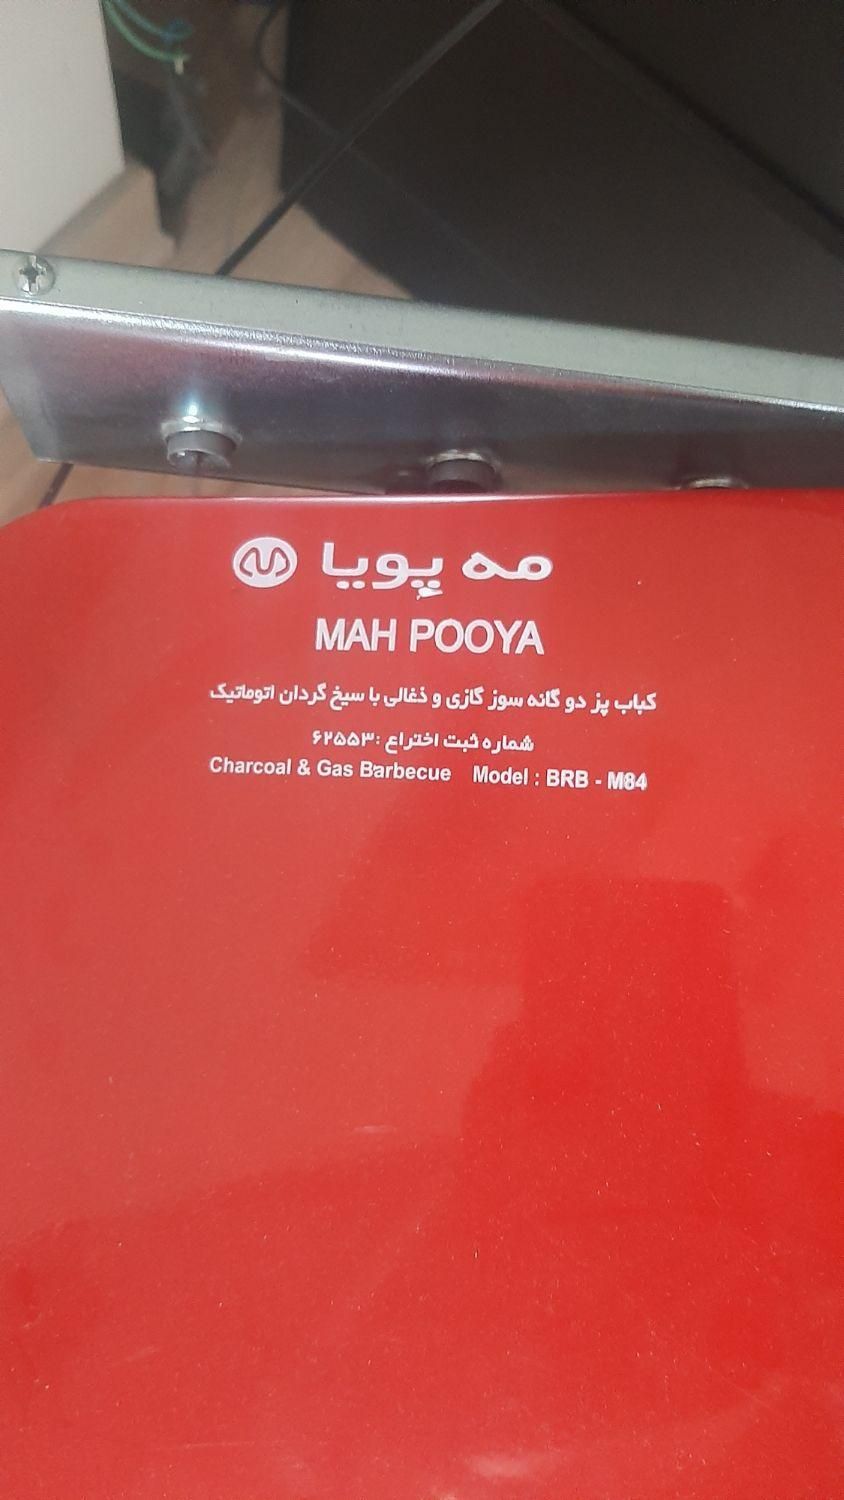 مه پویا
MAH POOYA
کباب پز دو گانه سوز گازی و ذغالی با سیخ گردان اتوماتیک
شماره ثبت اختراع :۶۲۵۵۳
Charcoal & Gas Barbecue Model : BRB - M84